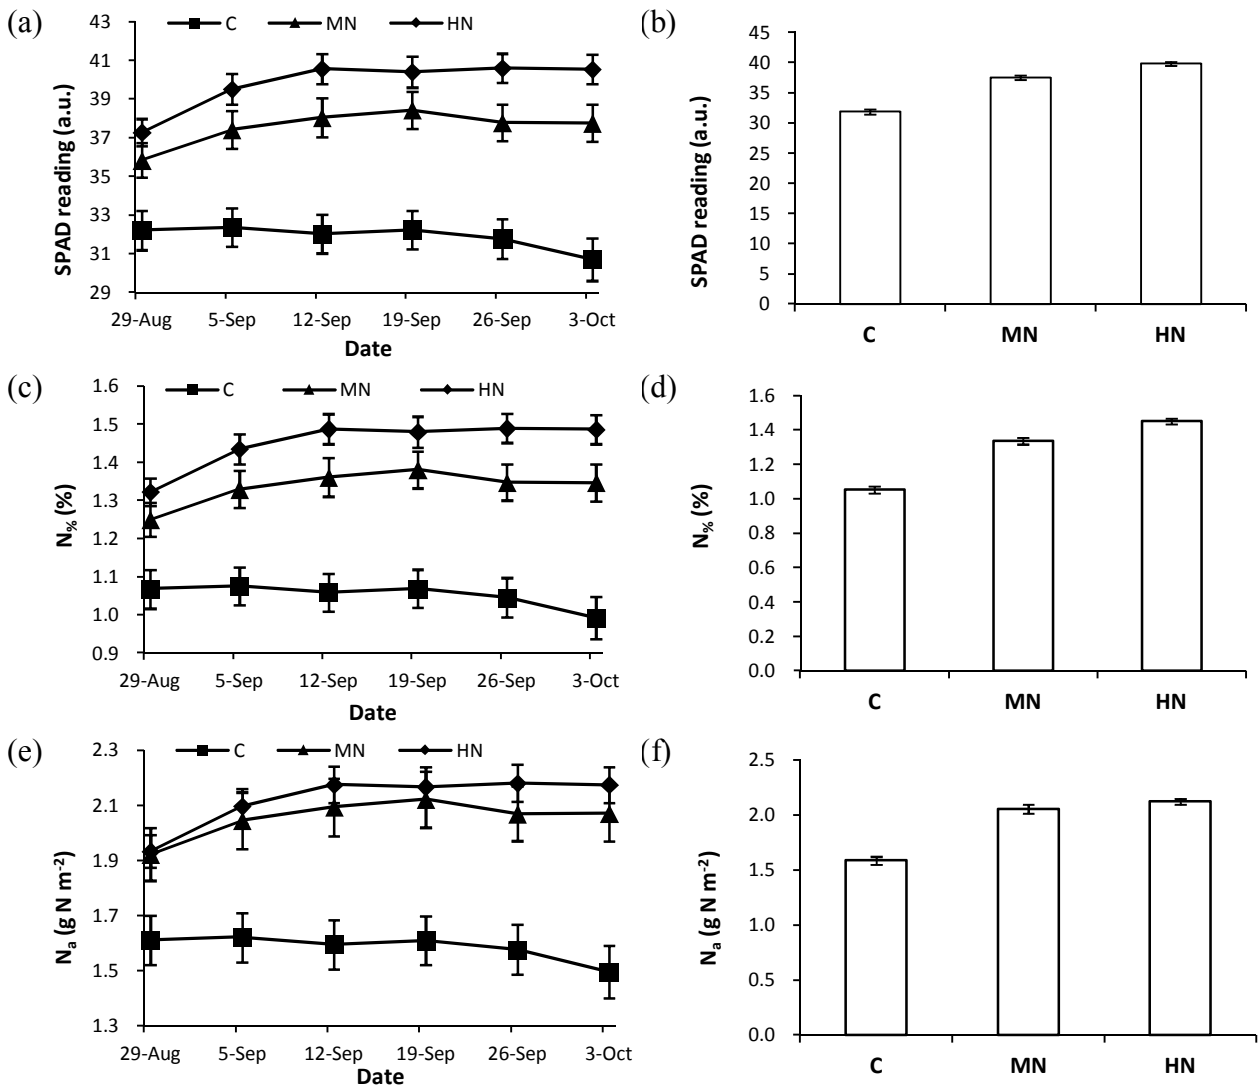 (a)
C MN HN
43
41
39
37
35
33
31
29
SPAD reading (a.u.)
29-Aug 5-Sep 12-Sep 19-Sep 26-Sep 3-Oct
Date
(b)
45
40
35
30
25
20
15
10
5
0
SPAD reading (a.u.)
C MN HN
(c)
C MN HN
1.6
1.5
1.4
1.3
1.2
1.1
1.0
0.9
N% (%)
29-Aug 5-Sep 12-Sep 19-Sep 26-Sep 3-Oct
Date
(d)
1.6
1.4
1.2
1.0
0.8
0.6
0.4
0.2
0.0
N% (%)
C MN HN
(e)
C MN HN
2.3
2.1
1.9
1.7
1.5
1.3
Na (g N m-2)
29-Aug 5-Sep 12-Sep 19-Sep 26-Sep 3-Oct
Date
(f)
2.5
2.0
1.5
1.0
0.5
0.0
Na (g N m-2)
C MN HN